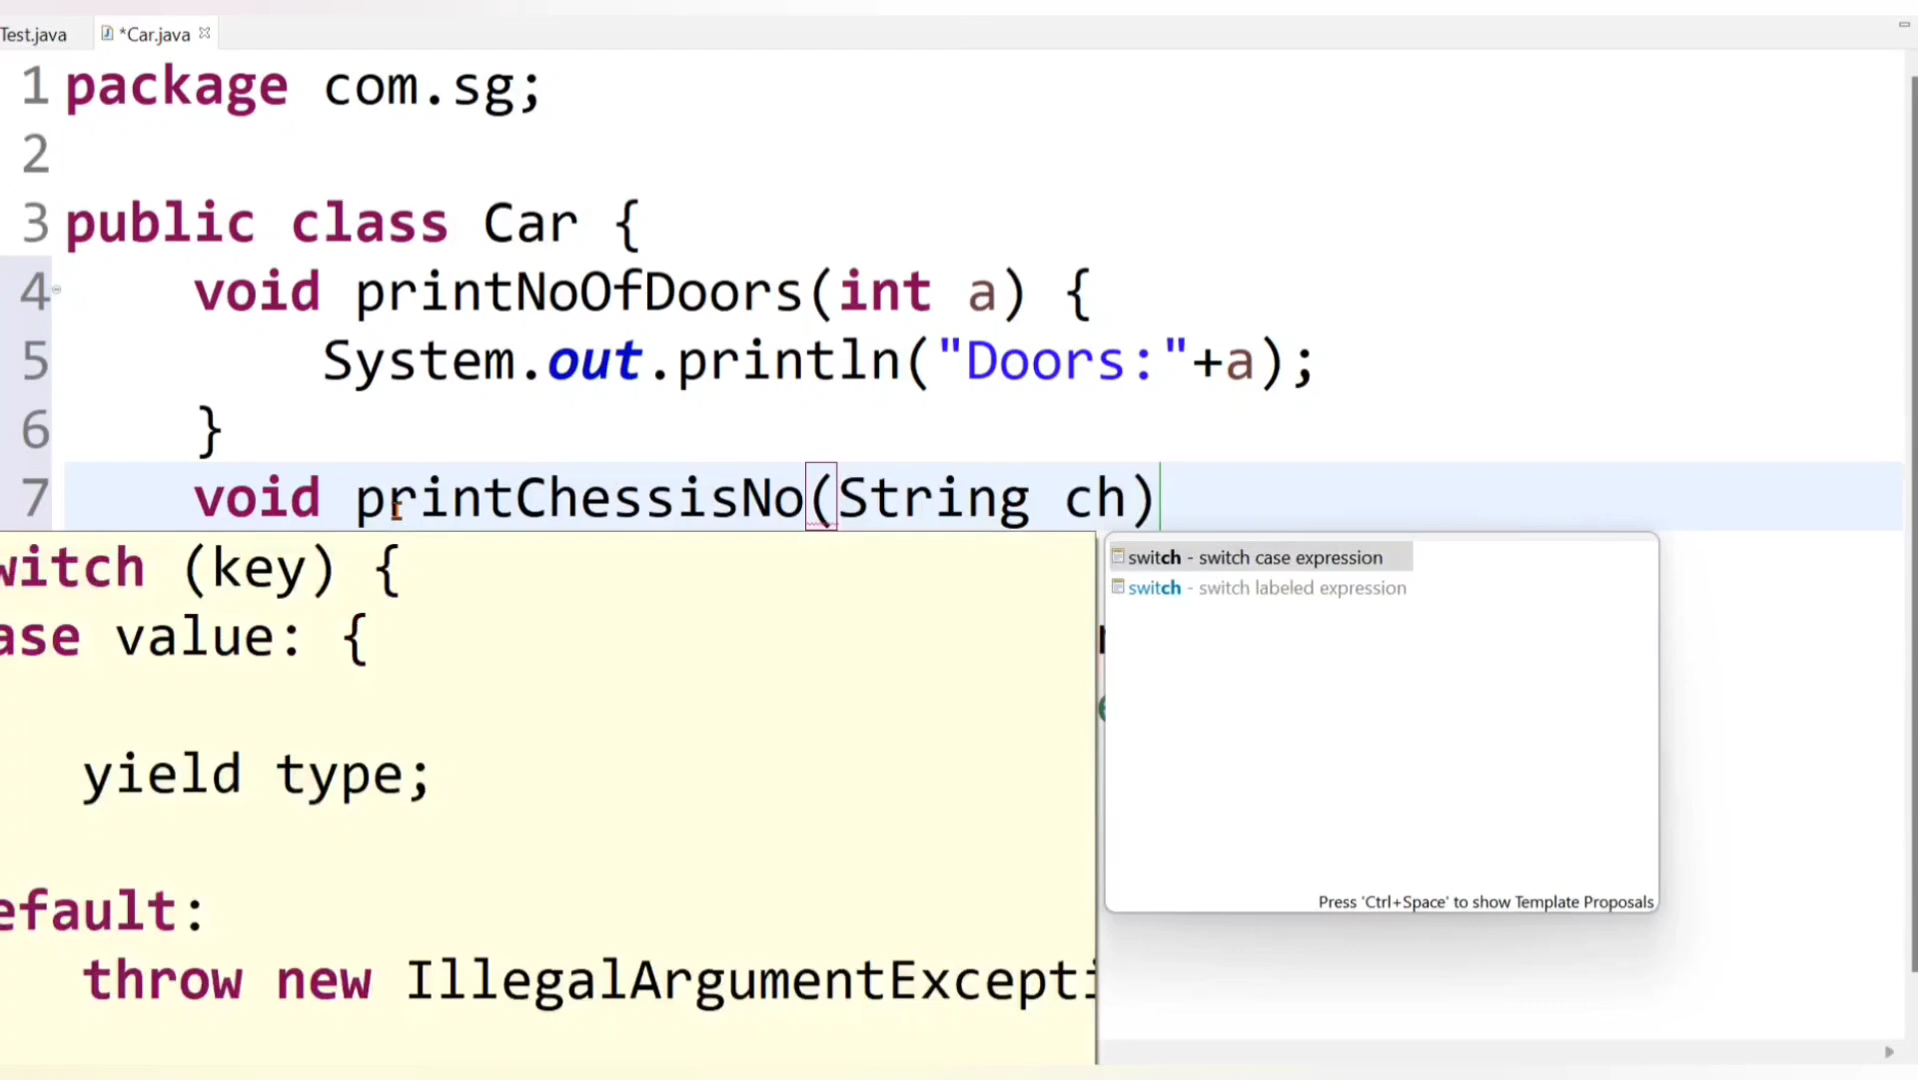 Test.java
*Car.java
1 package com.sg;
2
3 public class Car {
4 void printNoOfDoors(int a) {
5 System.out.println("Doors:"+a);
6 }
7 void printChessisNo(String ch)
witch (key) {
ase value: {
yield type;
efault:
throw new IllegalArgumentExcepti
switch - switch case expression
switch - switch labeled expression
Press 'Ctrl+Space' to show Template Proposals